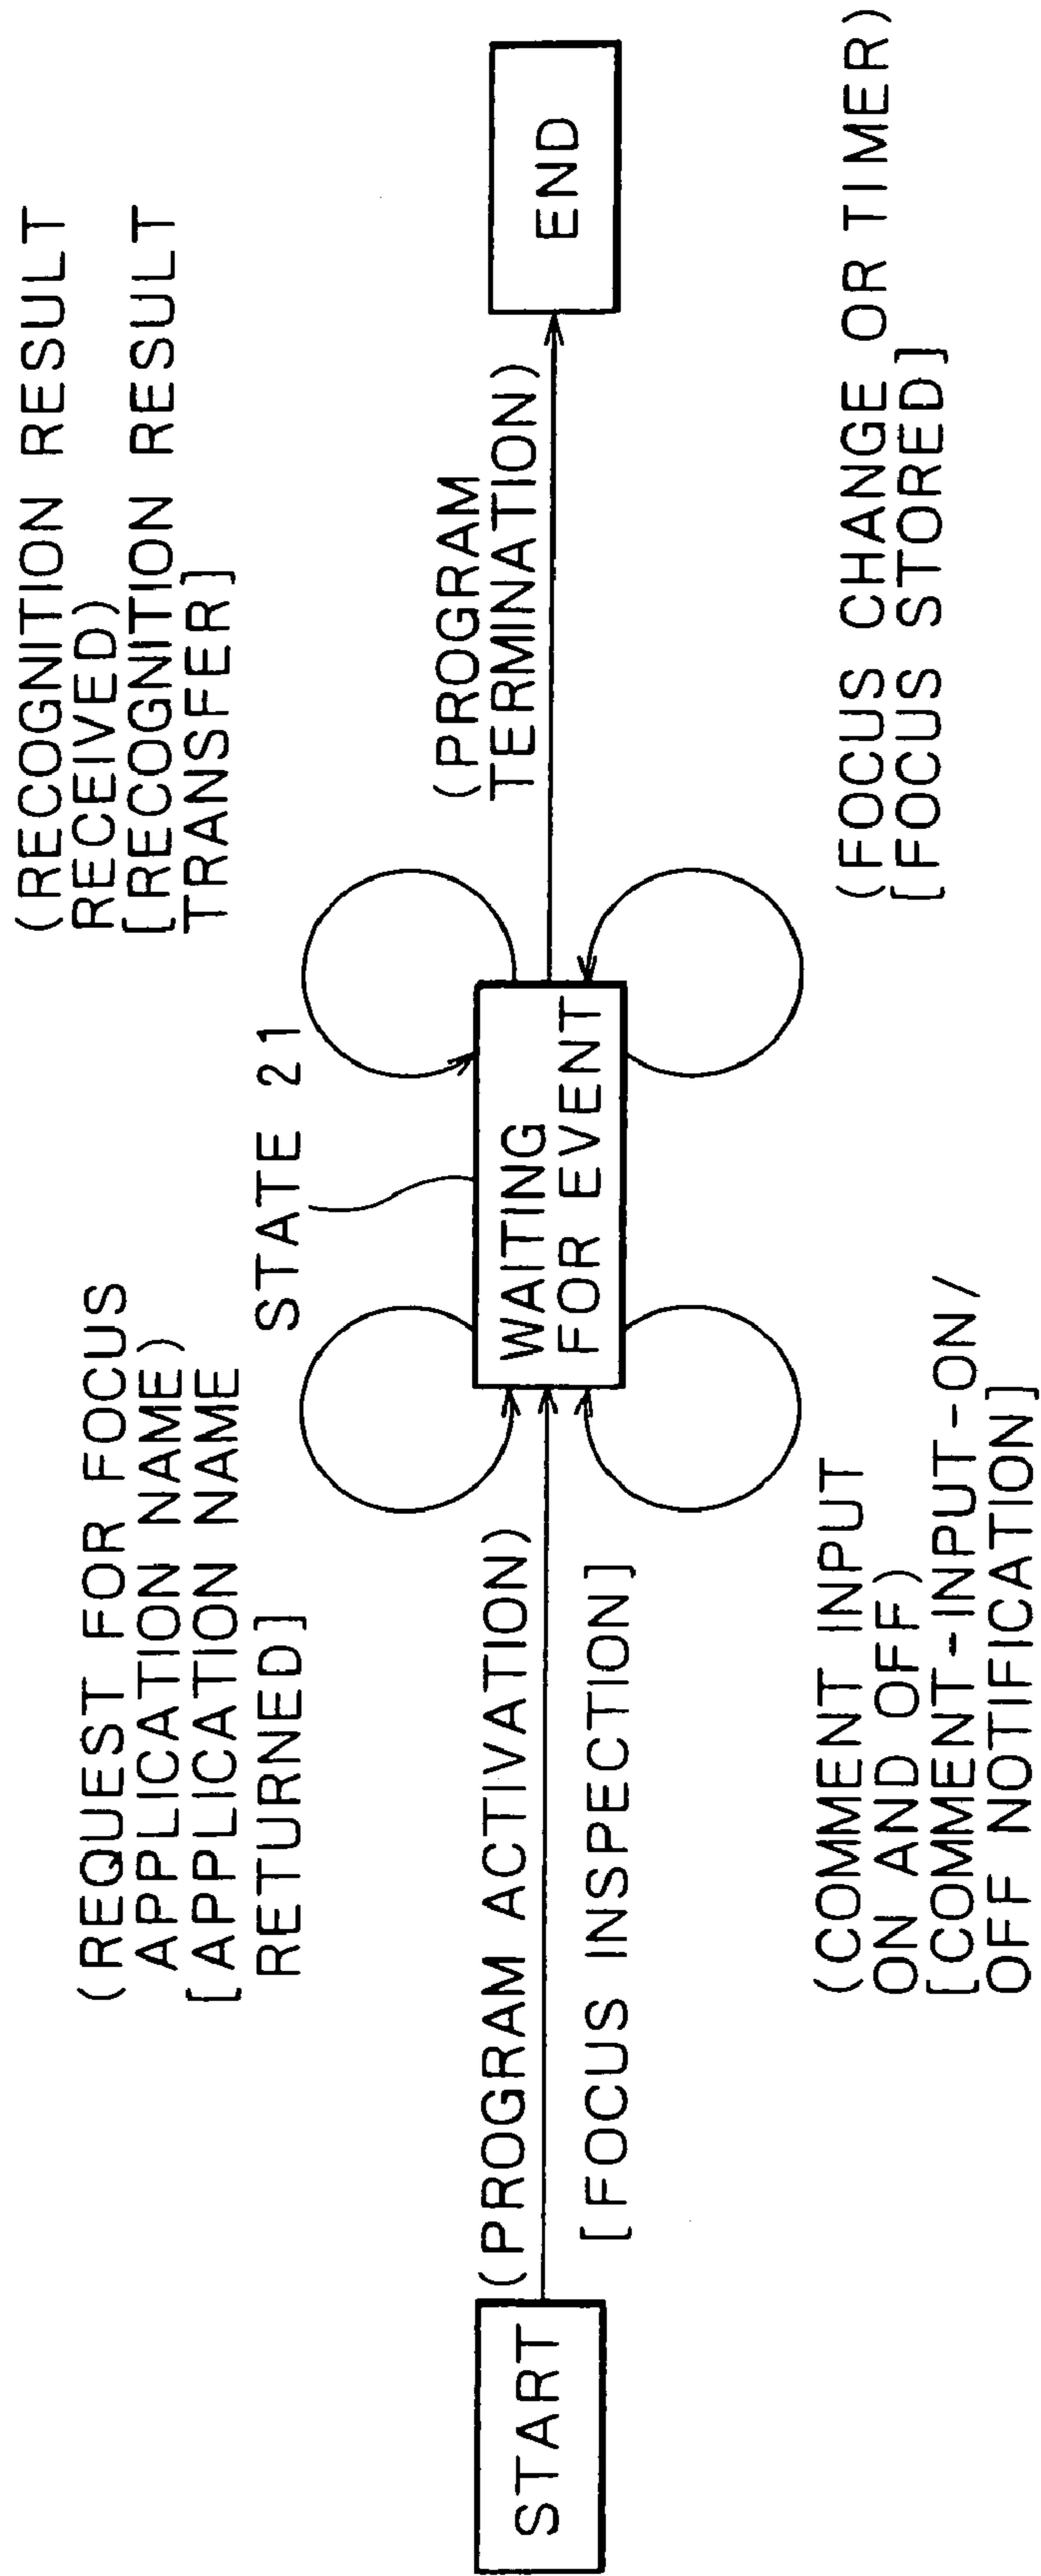 (REQUEST FOR FOCUS
APPLICATION NAME)
[APPLICATION NAME
RETURNED]
(RECOGNITION RESULT
RECEIVED)
[RECOGNITION RESULT
TRANSFER]
STATE 21
START
(PROGRAM ACTIVATION)
[FOCUS INSPECTION]
WAITING
FOR EVENT
(PROGRAM
TERMINATION)
END
(COMMENT INPUT
ON AND OFF)
[COMMENT-INPUT-ON/
OFF NOTIFICATION]
(FOCUS CHANGE OR TIMER)
[FOCUS STORED]